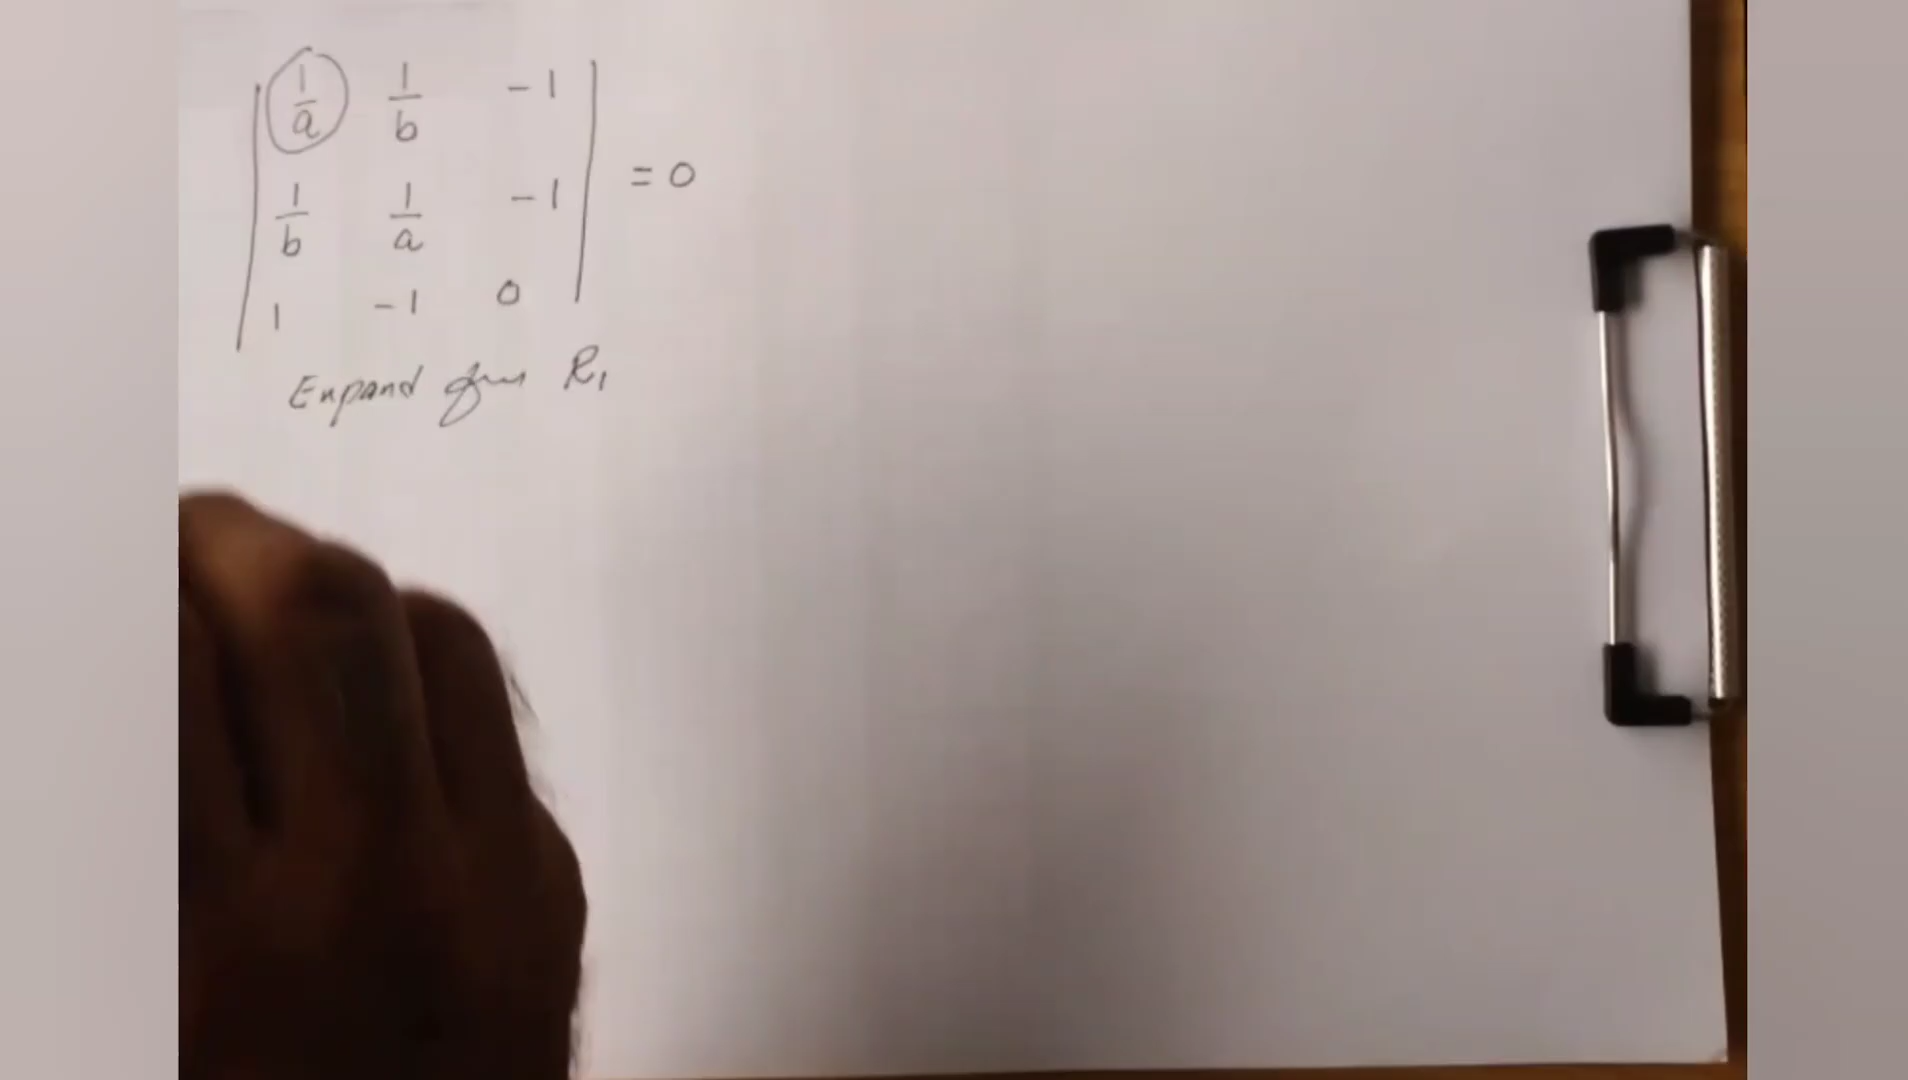 | 1/a 1/b -1 |
| 1/b 1/a -1 | = 0
| 1 -1 0 |
Expand from R₁